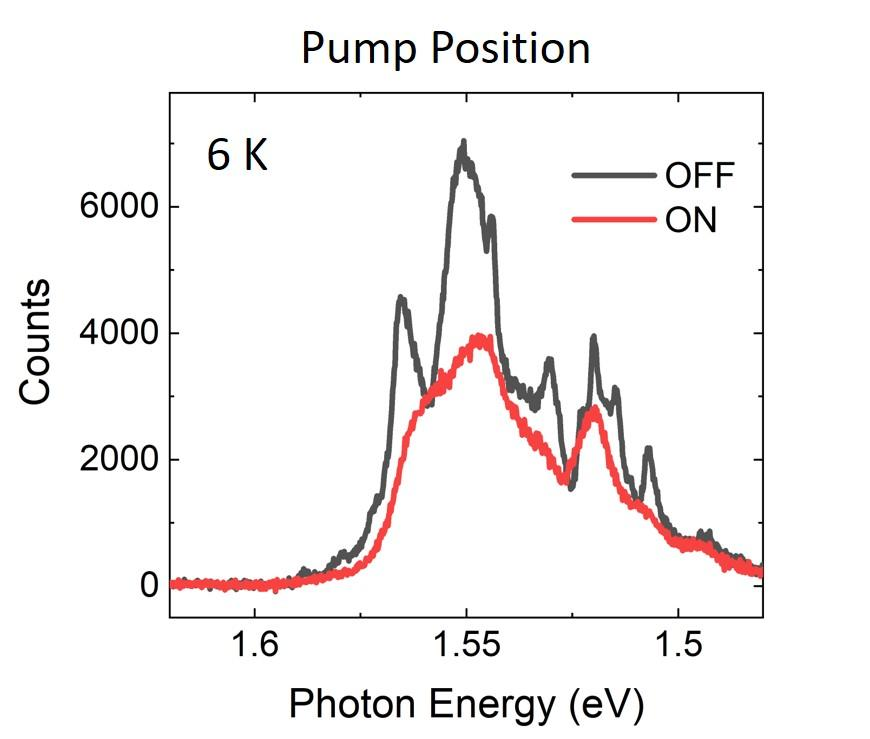 Pump Position
6 K
OFF
ON
6000
4000
2000
0
Counts
1.6 1.55 1.5
Photon Energy (eV)